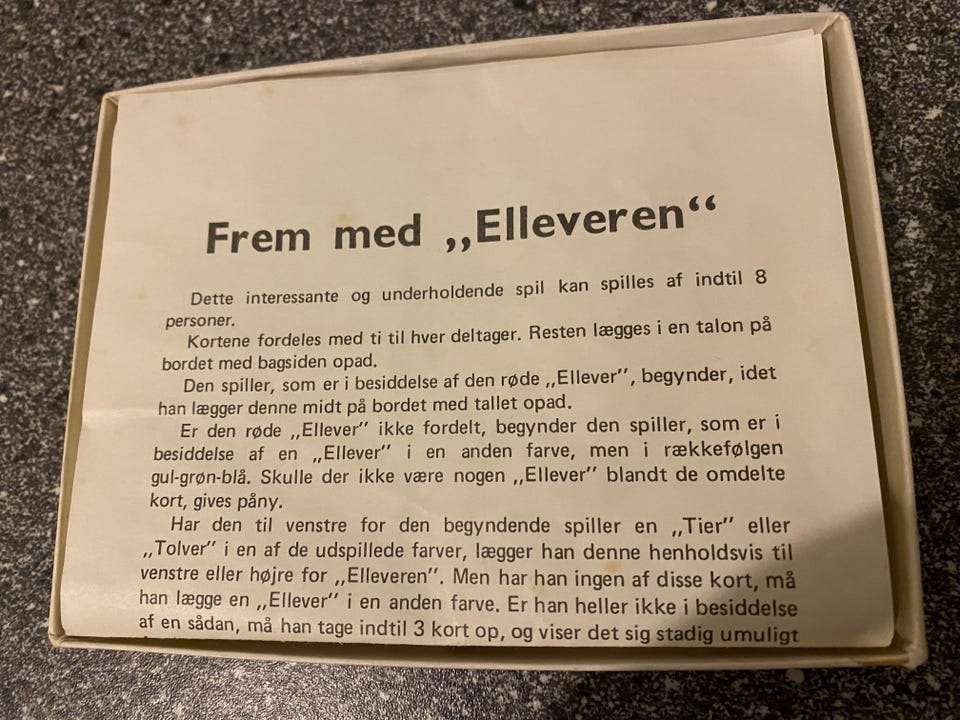 Frem med „Elleveren“
Dette interessante og underholdende spil kan spilles af indtil 8
personer.
Kortene fordeles med ti til hver deltager. Resten lægges i en talon på
bordet med bagsiden opad.
Den spiller, som er i besiddelse af den røde „Ellever”, begynder, idet
han lægger denne midt på bordet med tallet opad.
Er den røde „Ellever” ikke fordelt, begynder den spiller, som er i
besiddelse af en „Ellever” i en anden farve, men i rækkefølgen
gul-grøn-blå. Skulle der ikke være nogen „Ellever” blandt de omdelte
kort, gives påny.
Har den til venstre for den begyndende spiller en „Tier” eller
„Tolver” i en af de udspillede farver, lægger han denne henholdsvis til
venstre eller højre for „Elleveren”. Men har han ingen af disse kort, må
han lægge en „Ellever” i en anden farve. Er han heller ikke i besiddelse
af en sådan, må han tage indtil 3 kort op, og viser det sig stadig umuligt